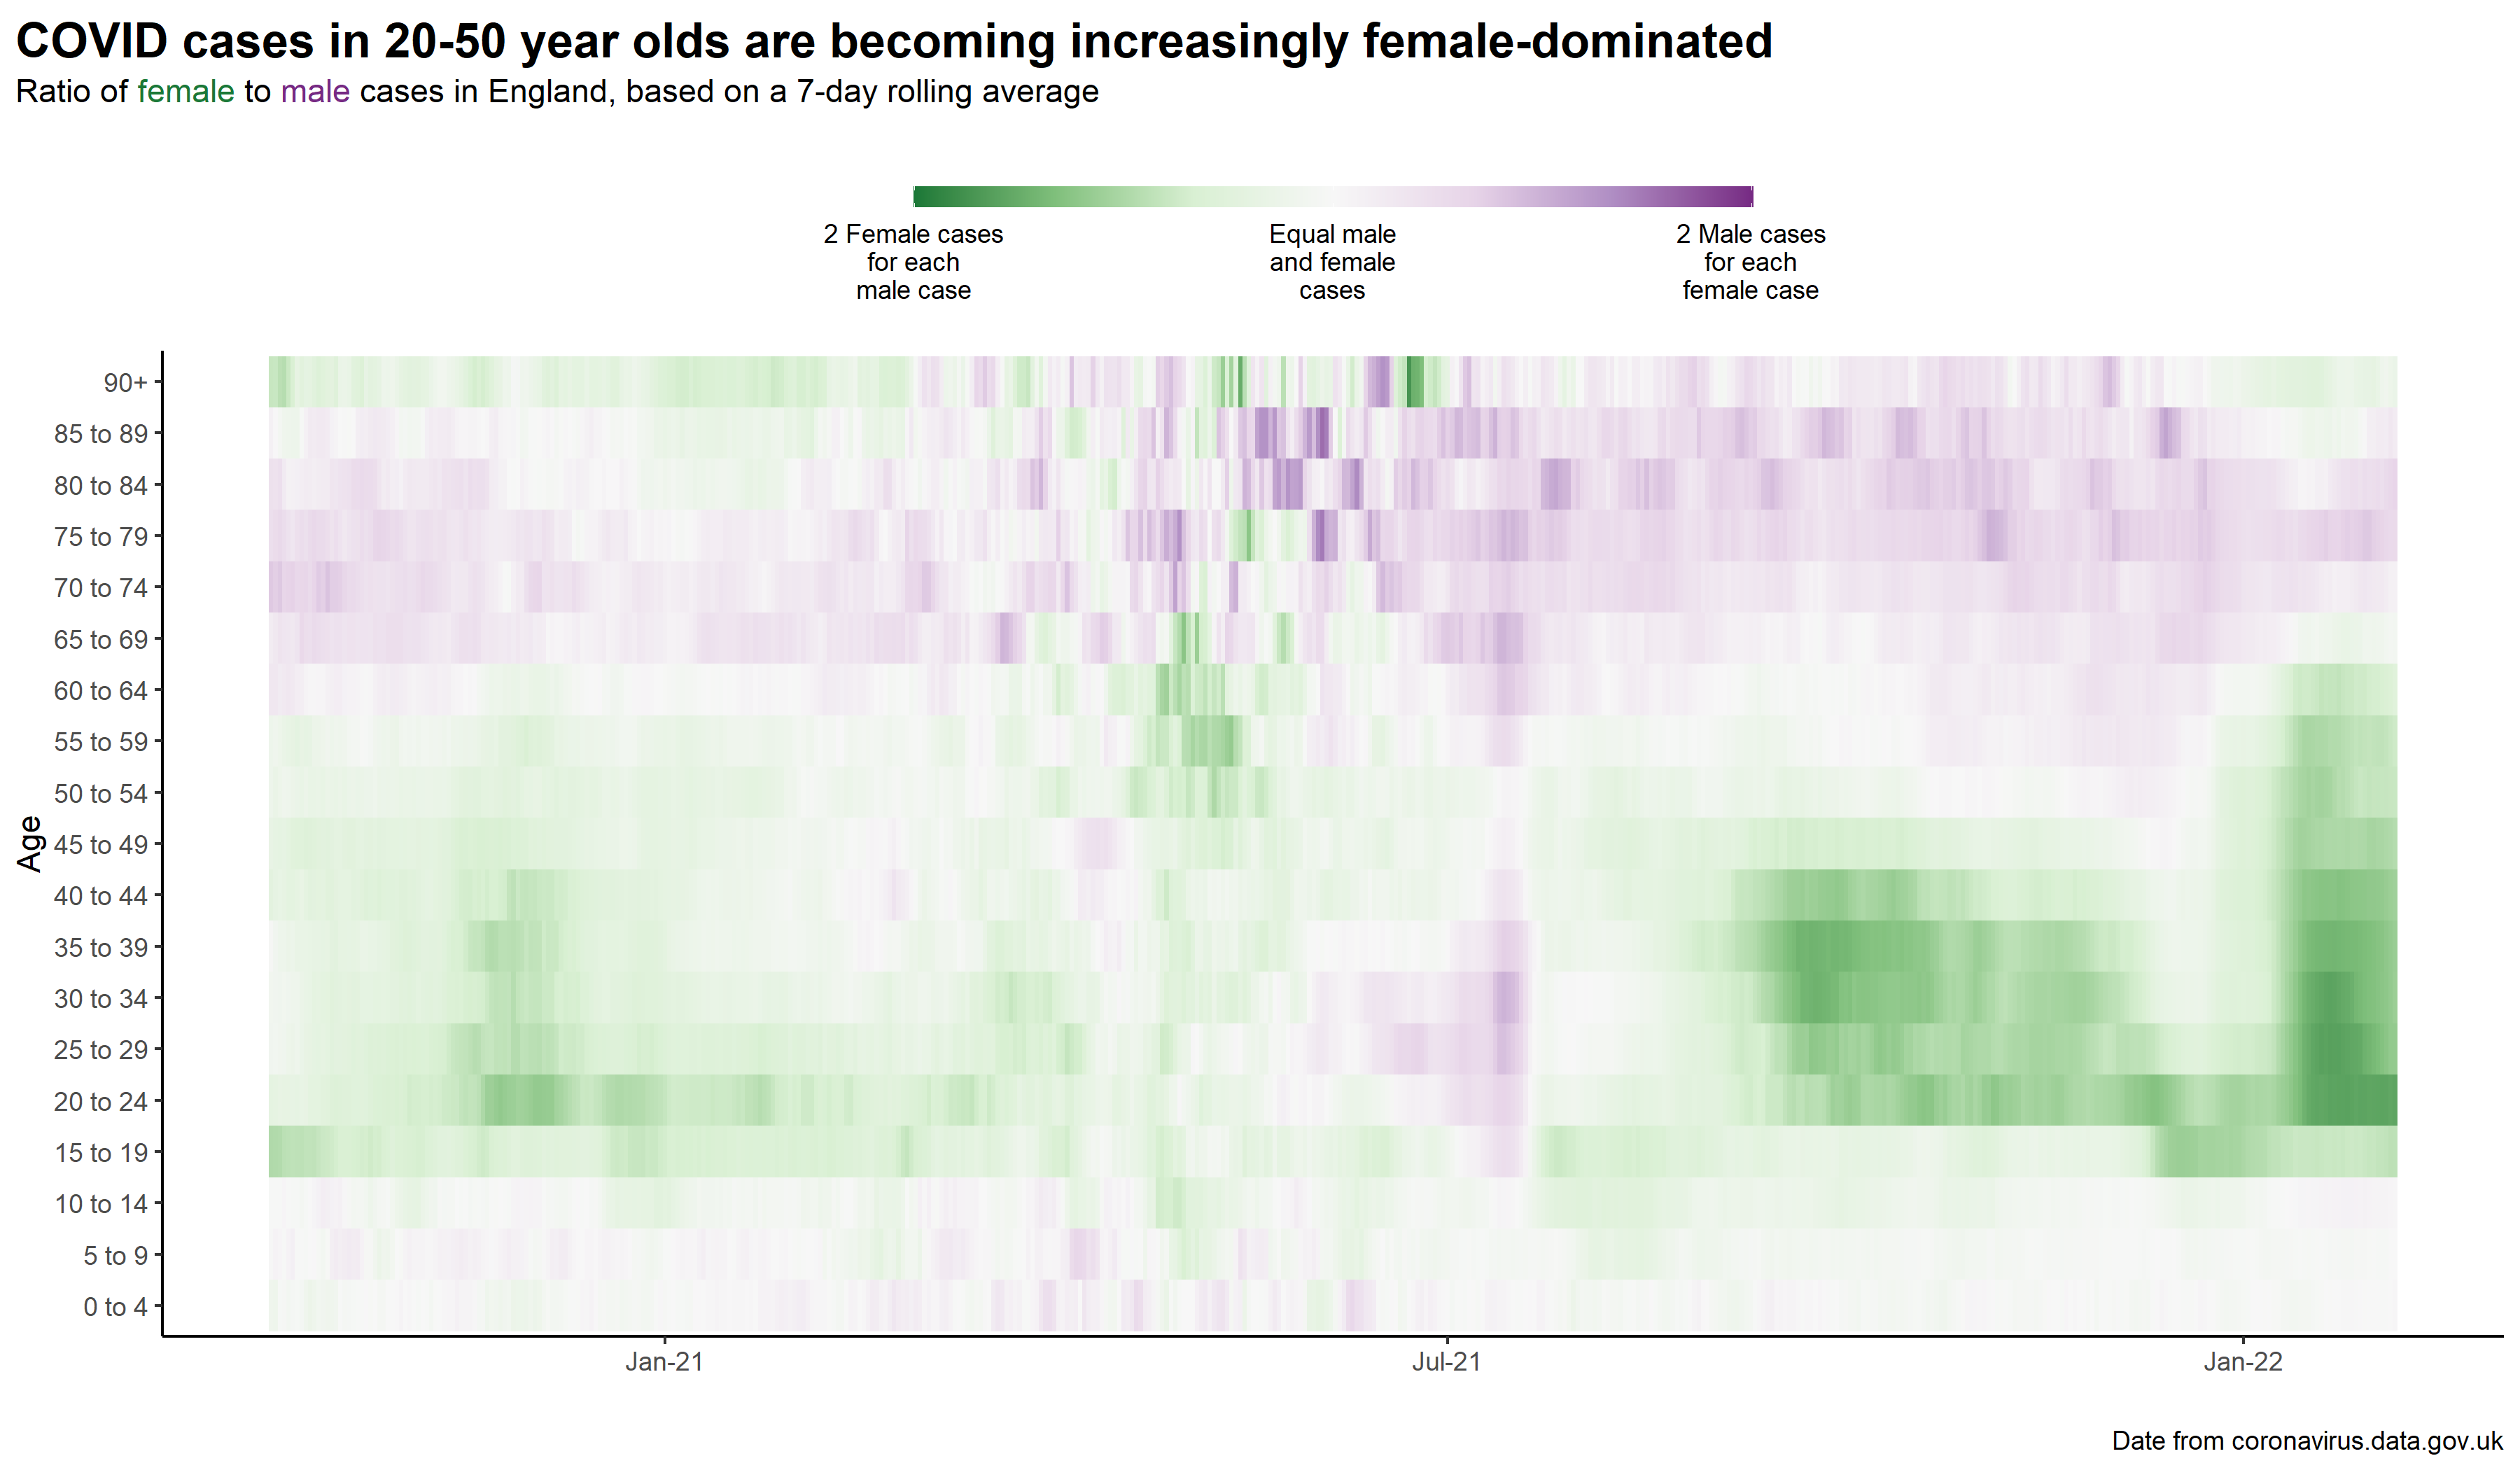 COVID cases in 20-50 year olds are becoming increasingly female-dominated
Ratio of female to male cases in England, based on a 7-day rolling average
2 Female cases
for each
male case
Equal male
and female
cases
2 Male cases
for each
female case
Age
90+
85 to 89
80 to 84
75 to 79
70 to 74
65 to 69
60 to 64
55 to 59
50 to 54
45 to 49
40 to 44
35 to 39
30 to 34
25 to 29
20 to 24
15 to 19
10 to 14
5 to 9
0 to 4
Jan-21
Jul-21
Jan-22
Date from coronavirus.data.gov.uk